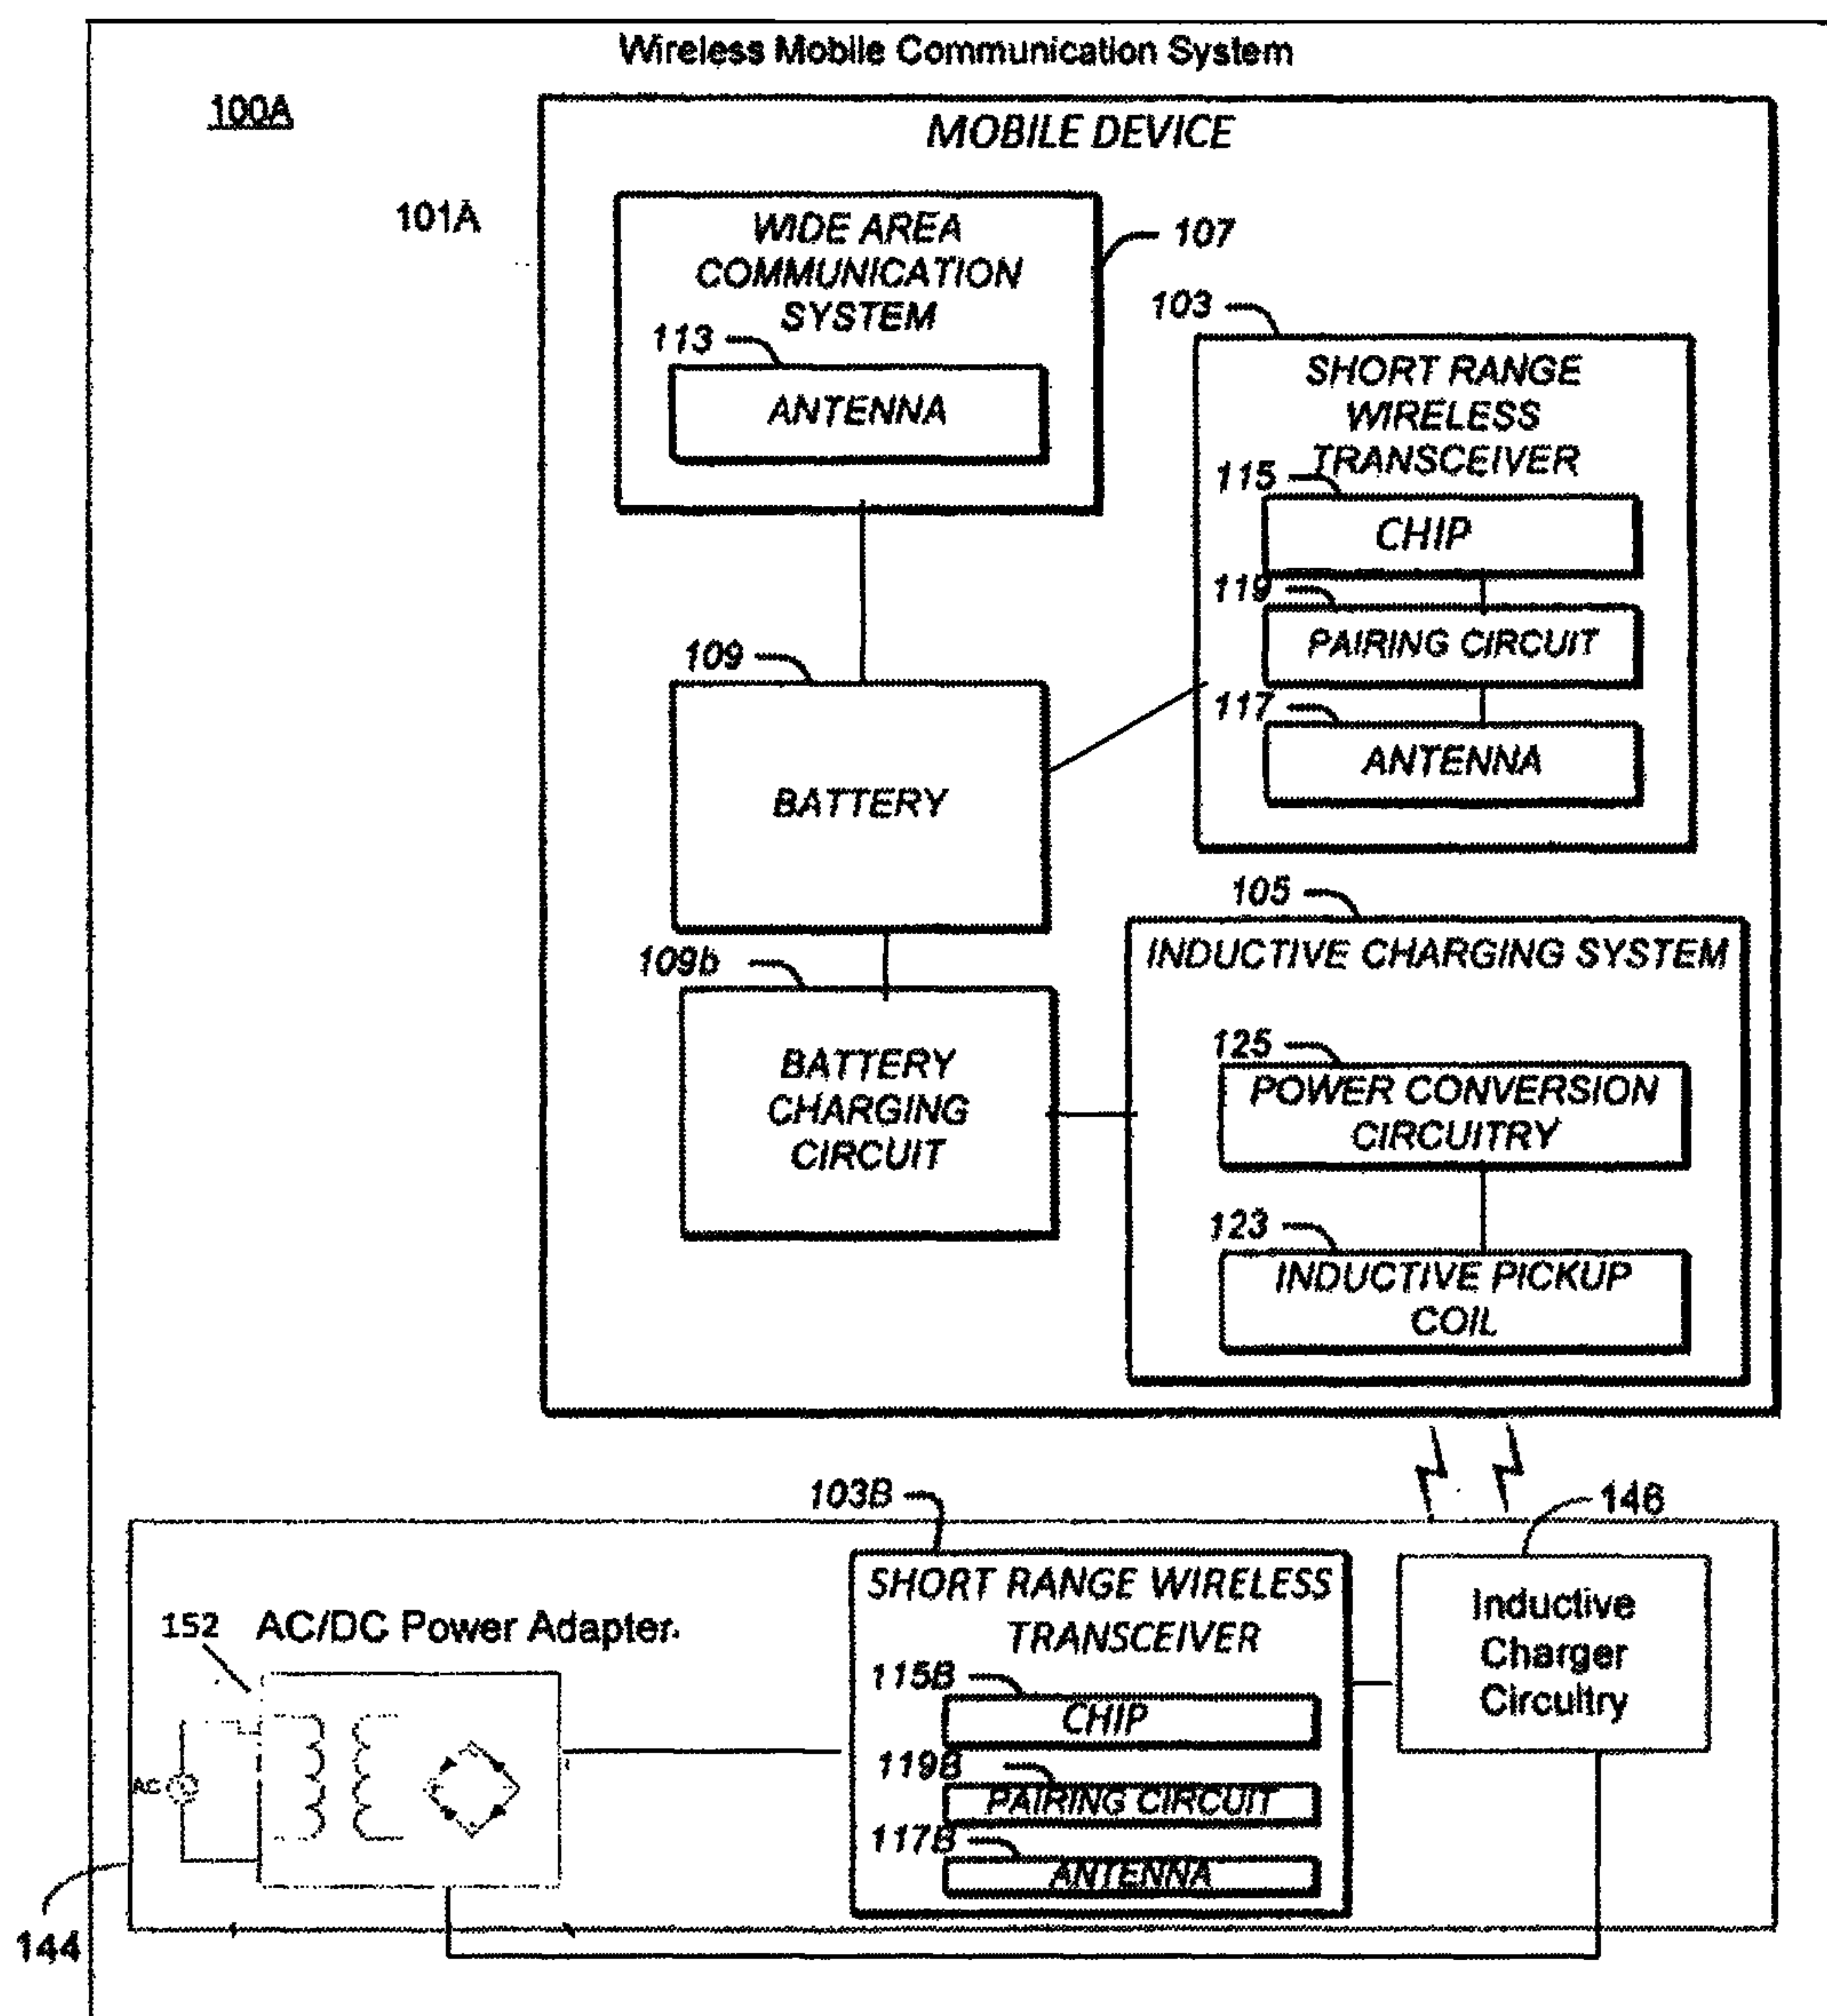 Wireless Mobile Communication System
100A
MOBILE DEVICE
101A
WIDE AREA
COMMUNICATION
SYSTEM
107
113
ANTENNA
103
SHORT RANGE
WIRELESS
TRANSCEIVER
115
CHIP
119
PAIRING CIRCUIT
117
ANTENNA
109
BATTERY
105
INDUCTIVE CHARGING SYSTEM
109b
BATTERY
CHARGING
CIRCUIT
125
POWER CONVERSION
CIRCUITRY
123
INDUCTIVE PICKUP
COIL
103B
146
SHORT RANGE WIRELESS
TRANSCEIVER
Inductive
Charger
Circuitry
152
AC/DC Power Adapter.
115B
CHIP
119B
PAIRING CIRCUIT
117B
ANTENNA
AC
144